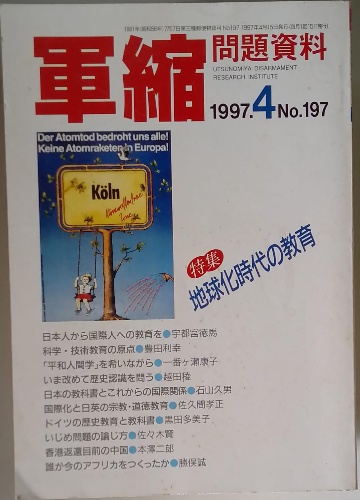 軍縮
問題資料
UTSUNOMIYA DISARMAMENT
RESEARCH INSTITUTE
1997.4 No.197
Der Atomtod bedroht uns alle!
Keine Atomraketen in Europa!
Köln
特集
地球化時代の教育
日本人から国際人への教育を●宇都宮徳馬
科学・技術教育の原点●豊田利幸
「平和人間学」を希いながら●一番ヶ瀬康子
いま改めて歴史認識を問う●越田稜
日本の教科書とこれからの国際関係●石山久男
国際化と日英の宗教・道徳教育●佐久間孝正
ドイツの歴史教育と教科書●黒田多美子
いじめ問題の論じ方●佐々木賢
香港返還目前の中国●本澤二郎
誰が今のアフリカをつくったか●勝俣誠